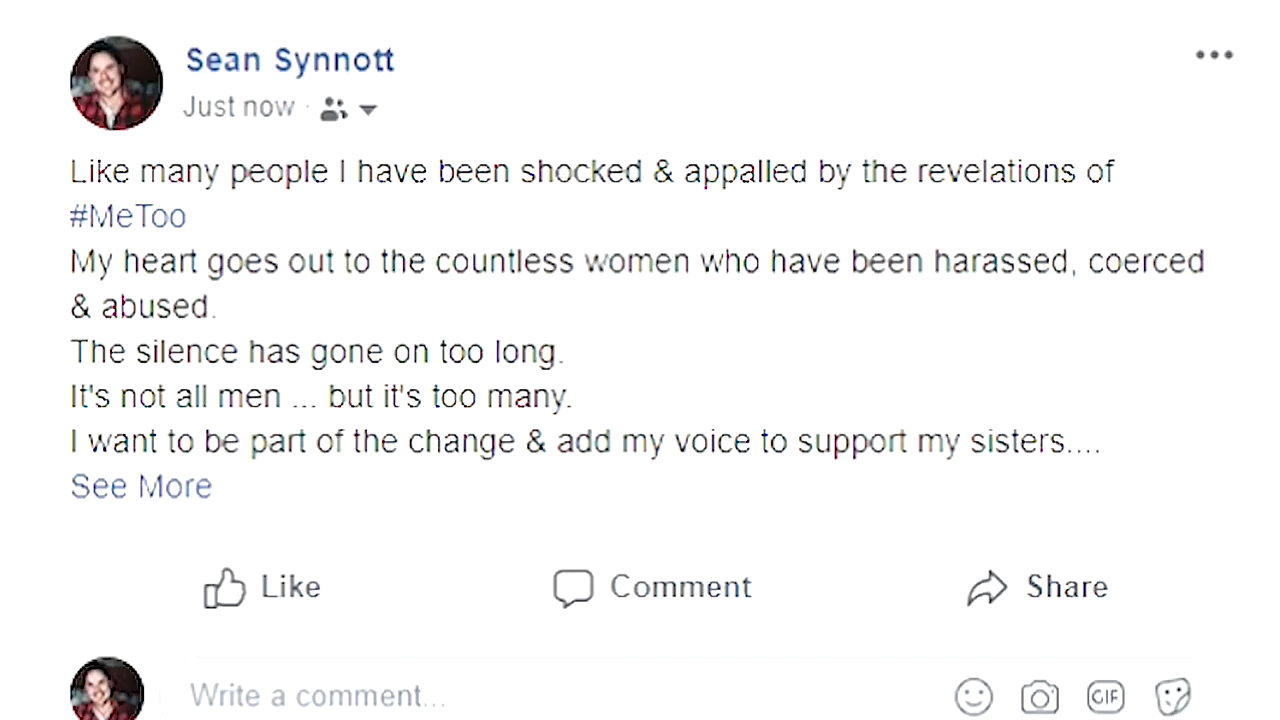 Sean Synnott
Just now ·
Like many people I have been shocked & appalled by the revelations of
#MeToo
My heart goes out to the countless women who have been harassed, coerced
& abused.
The silence has gone on too long.
It's not all men ... but it's too many.
I want to be part of the change & add my voice to support my sisters....
See More
Like Comment Share
Write a comment... GIF